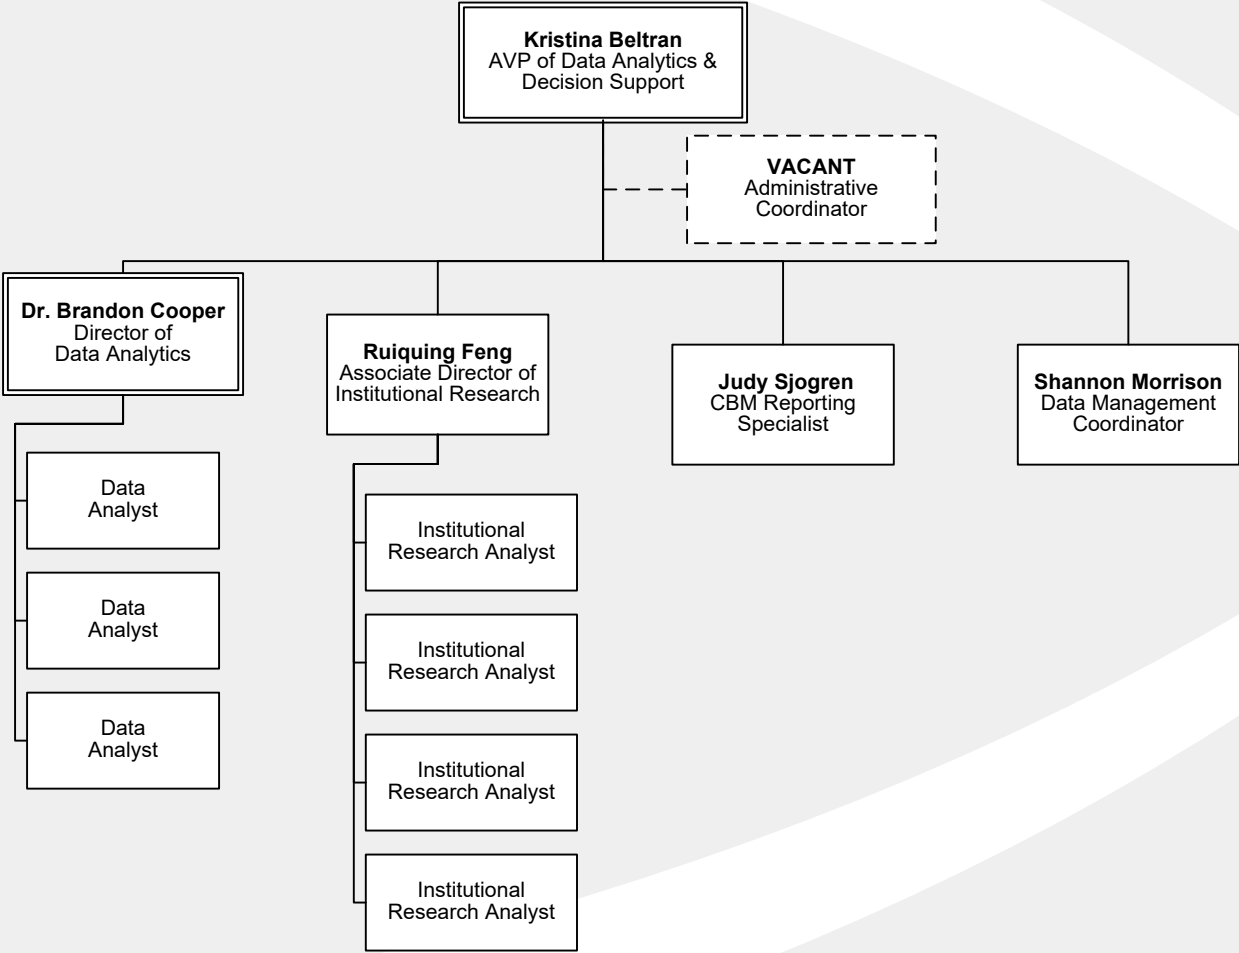 Kristina Beltran
AVP of Data Analytics &
Decision Support
VACANT
Administrative
Coordinator
Dr. Brandon Cooper
Director of
Data Analytics
Ruiquing Feng
Associate Director of
Institutional Research
Judy Sjogren
CBM Reporting
Specialist
Shannon Morrison
Data Management
Coordinator
Data
Analyst
Data
Analyst
Data
Analyst
Institutional
Research Analyst
Institutional
Research Analyst
Institutional
Research Analyst
Institutional
Research Analyst